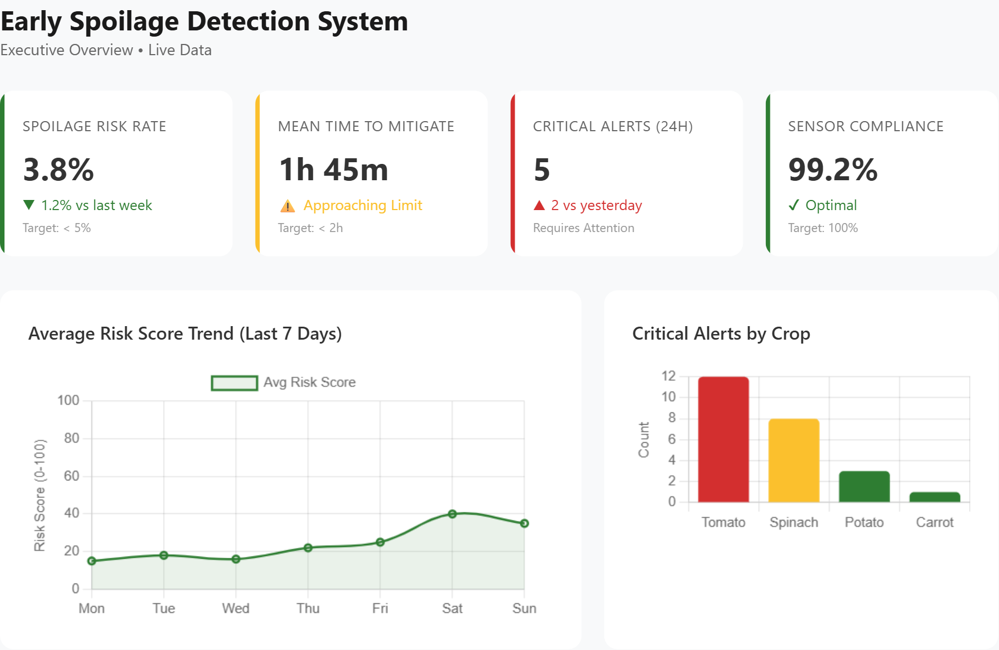 Early Spoilage Detection System
Executive Overview • Live Data
SPOILAGE RISK RATE
3.8%
▼ 1.2% vs last week
Target: < 5%
MEAN TIME TO MITIGATE
1h 45m
⚠️ Approaching Limit
Target: < 2h
CRITICAL ALERTS (24H)
5
▲ 2 vs yesterday
Requires Attention
SENSOR COMPLIANCE
99.2%
✓ Optimal
Target: 100%
Average Risk Score Trend (Last 7 Days)
Avg Risk Score
Risk Score (0-100)
100
80
60
40
20
0
Mon Tue Wed Thu Fri Sat Sun
Critical Alerts by Crop
Count
12
10
8
6
4
2
0
Tomato Spinach Potato Carrot